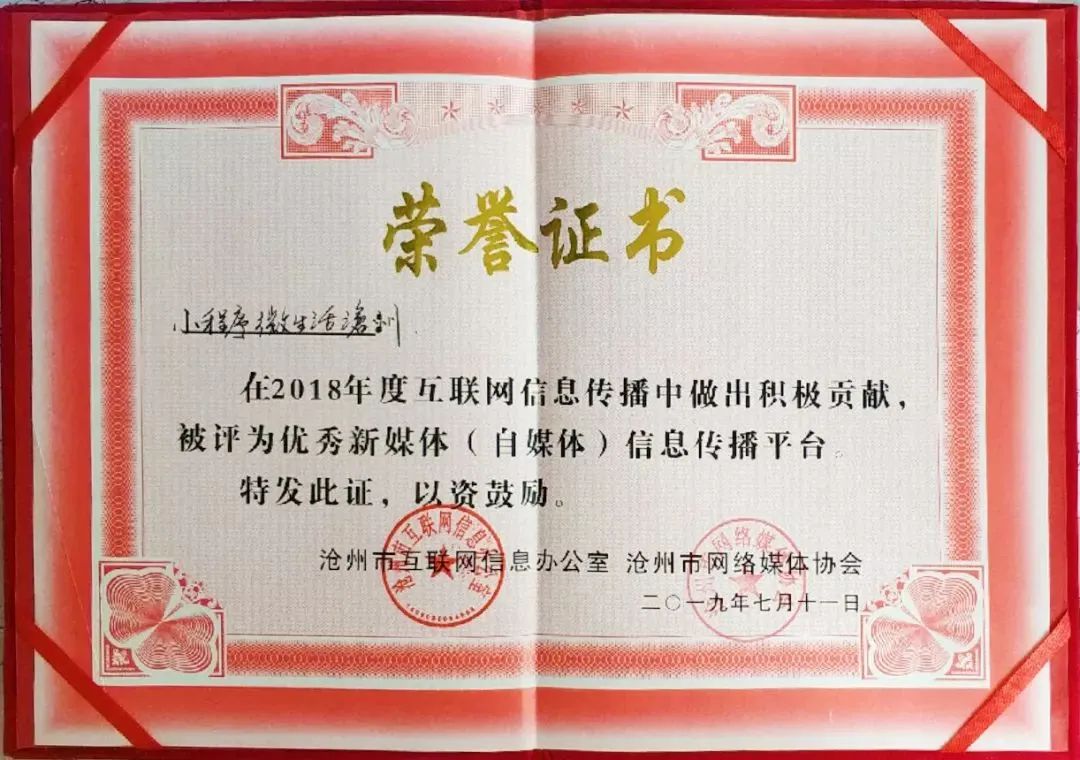 荣誉证书
小程序微生活滄州
在2018年度互联网信息传播中做出积极贡献，
被评为优秀新媒体（自媒体）信息传播平台。
特发此证，以资鼓励。
沧州市互联网信息办公室 沧州市网络媒体协会
二〇一九年七月十一日